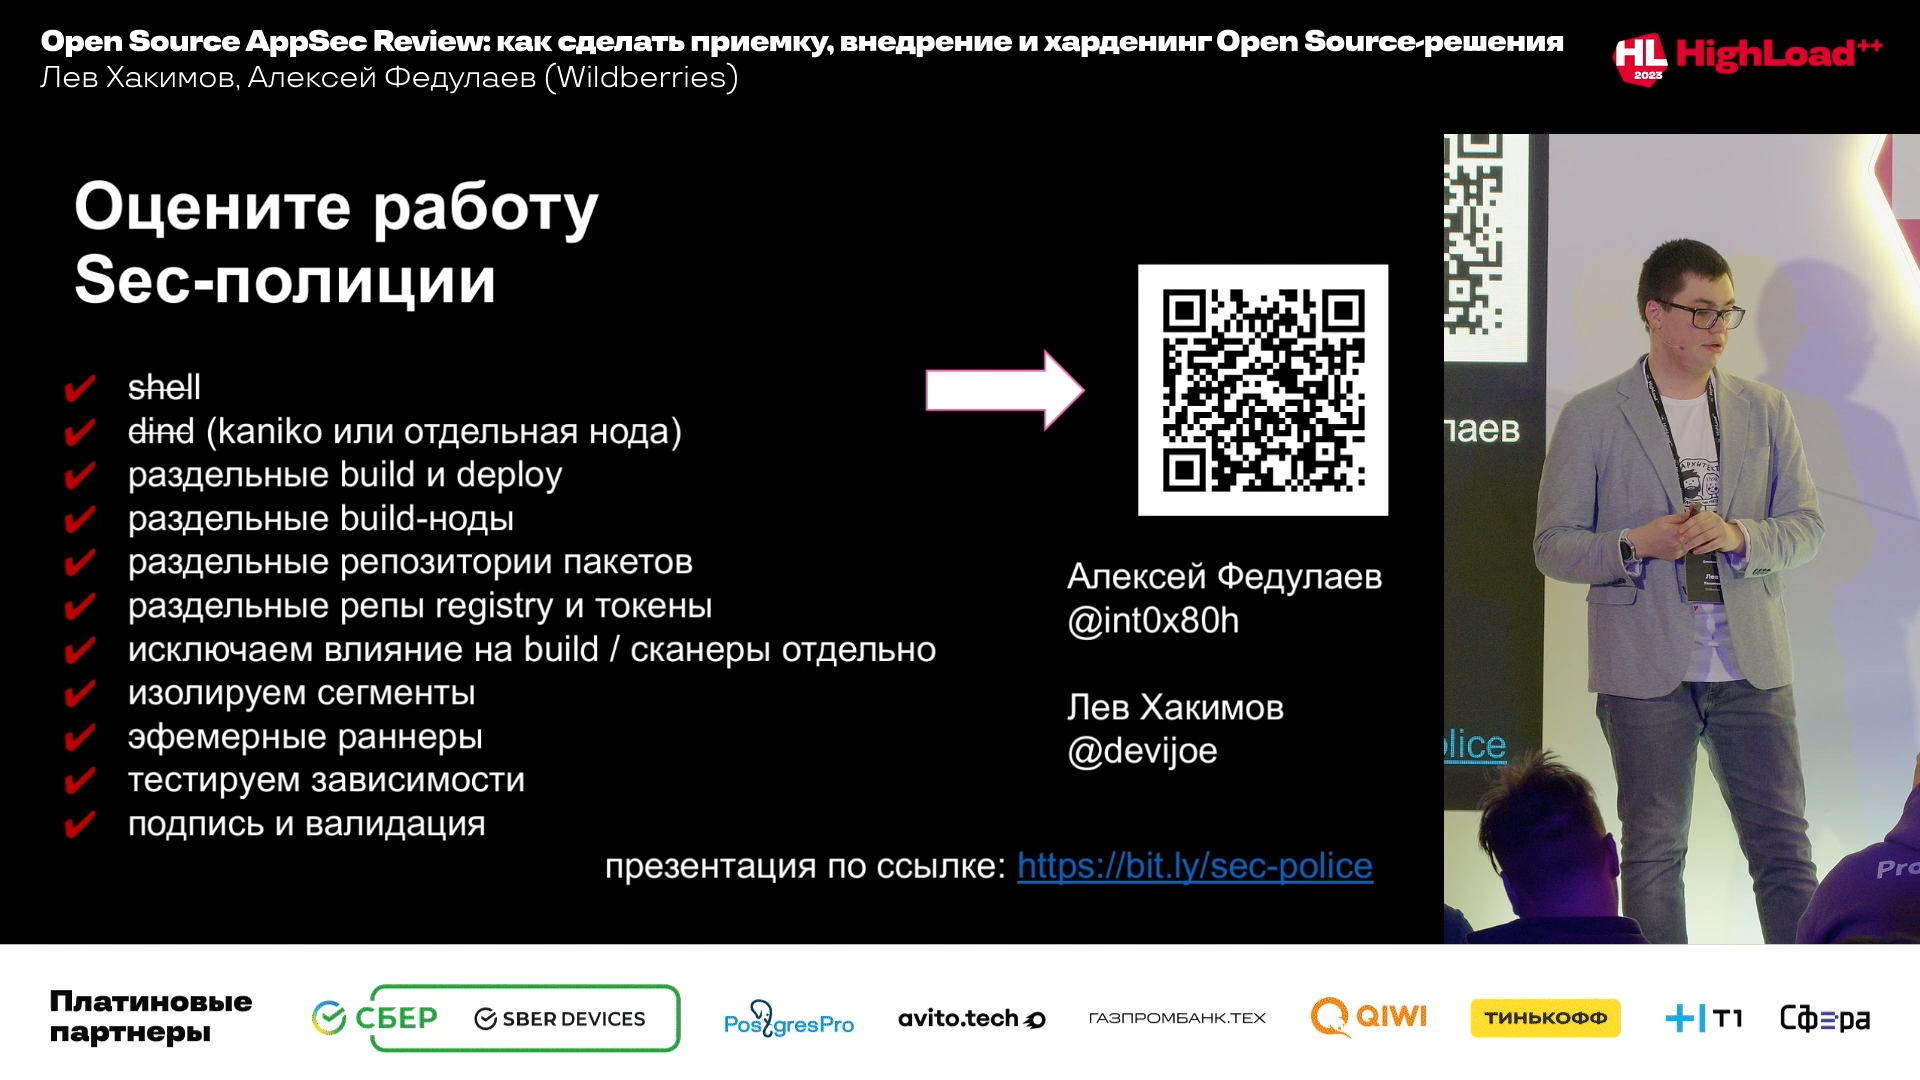 Open Source AppSec Review: как сделать приемку, внедрение и харденинг Open Source-решения
Лев Хакимов, Алексей Федулаев (Wildberries)
HL
2023
HighLoad++
Оцените работу
Sec-полиции
shell
dind (kaniko или отдельная нода)
раздельные build и deploy
раздельные build-ноды
раздельные репозитории пакетов
раздельные репы registry и токены
исключаем влияние на build / сканеры отдельно
изолируем сегменты
эфемерные раннеры
тестируем зависимости
подпись и валидация
Алексей Федулаев
@int0x80h
Лев Хакимов
@devijoe
презентация по ссылке: https://bit.ly/sec-police
лаев
olice
Pro
Платиновые
партнеры
СБЕР
SBER DEVICES
PostgresPro
avito.tech
ГАЗПРОМБАНК.ТЕХ
QIWI
ТИНЬКОФФ
Т1
Сфера